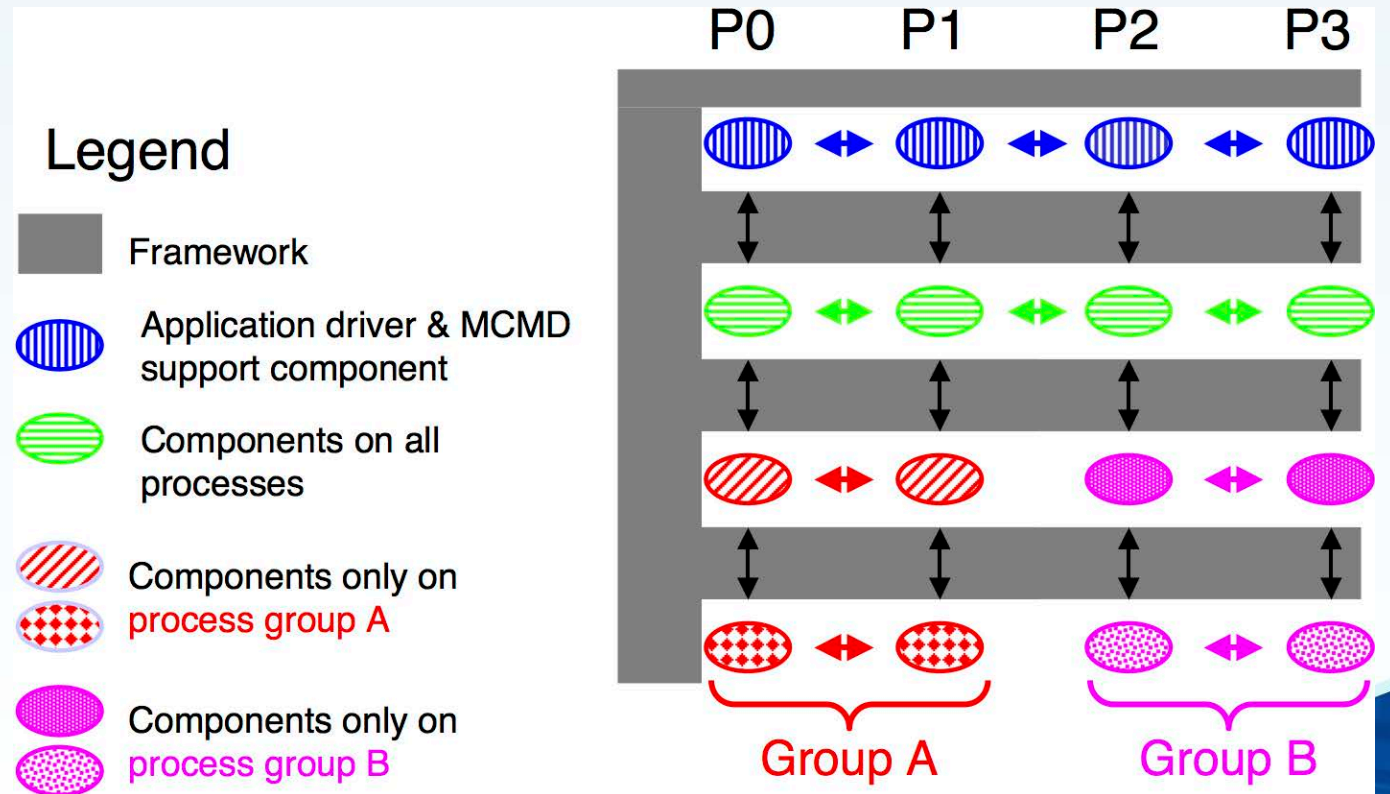 P0 P1 P2 P3
Legend
Framework
Application driver & MCMD
support component
Components on all
processes
Components only on
process group A
Components only on
process group B
Group A Group B